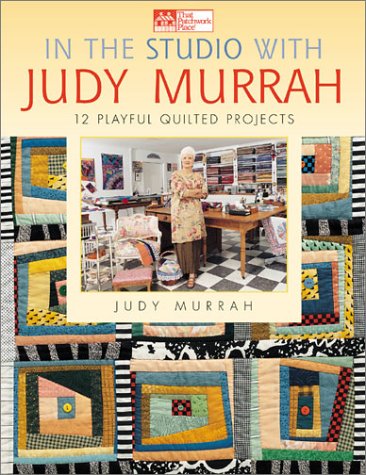 That
Patchwork
Place
IN THE STUDIO WITH
JUDY MURRAH
12 PLAYFUL QUILTED PROJECTS
JUDY MURRAH